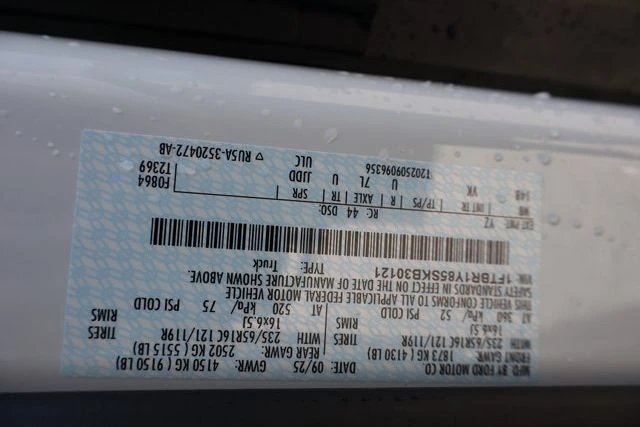 MFD. BY FORD MOTOR CO.
DATE: 09/25 GVWR: 4150 KG ( 9150 LB)
FRONT GAWR: 1873 KG ( 4130 LB) REAR GAWR: 2502 KG ( 5515 LB)
235/65R16C 121/119R TIRES WITH 235/65R16C 121/119R TIRES WITH
16x6.5J RIMS 16x6.5J RIMS
AT 360 kPa/ 52 PSI COLD AT 520 kPa/ 75 PSI COLD
THIS VEHICLE CONFORMS TO ALL APPLICABLE FEDERAL MOTOR VEHICLE
SAFETY STANDARDS IN EFFECT ON THE DATE OF MANUFACTURE SHOWN ABOVE.
VIN: 1FTBR1Y85SKB30121 TYPE: Truck
EXT PNT: YZ RC: 44 DSO: F0864
WB INT TR TP/PS R AXLE TR SPR T2369
148 VK U 7L U JJDD
T20250909096356 ULC ▽ RU5A-3520472-AB